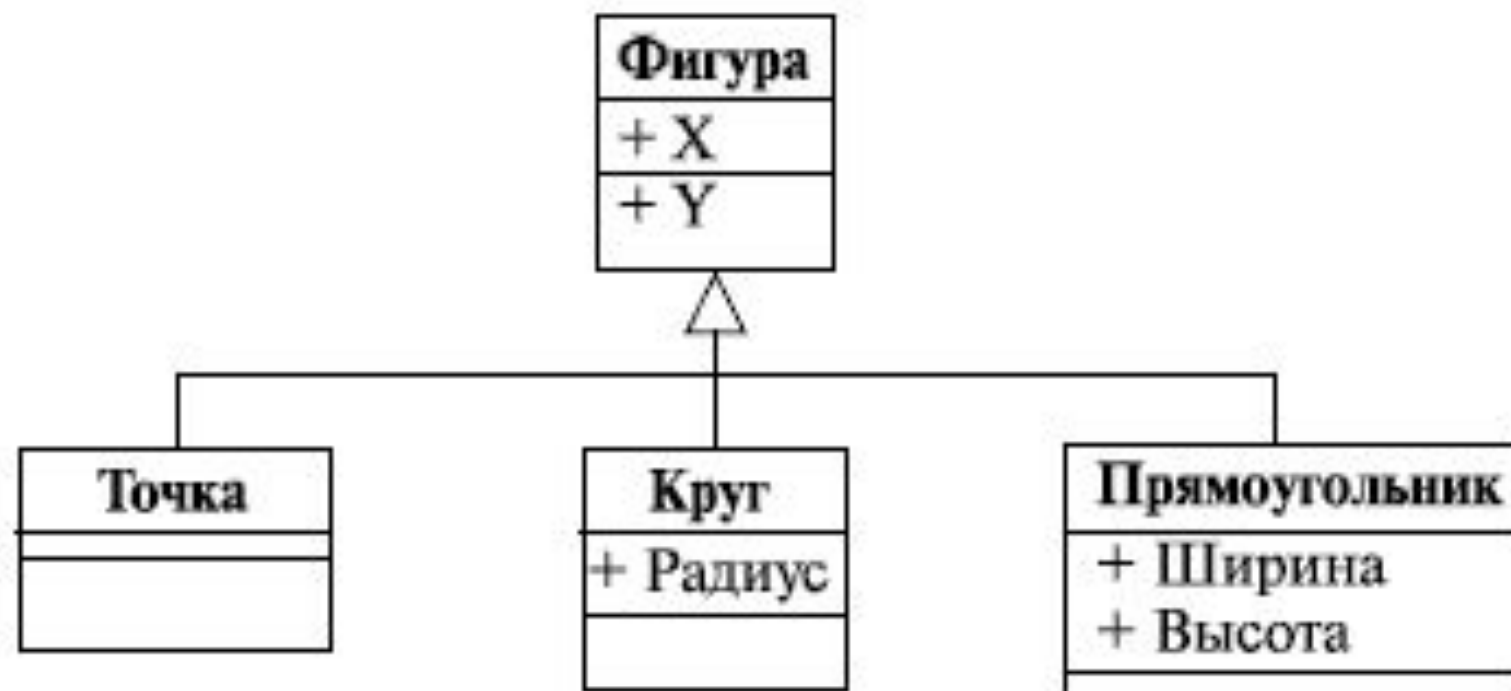 Фигура
+ X
+ Y
Точка
Круг
+ Радиус
Прямоугольник
+ Ширина
+ Высота